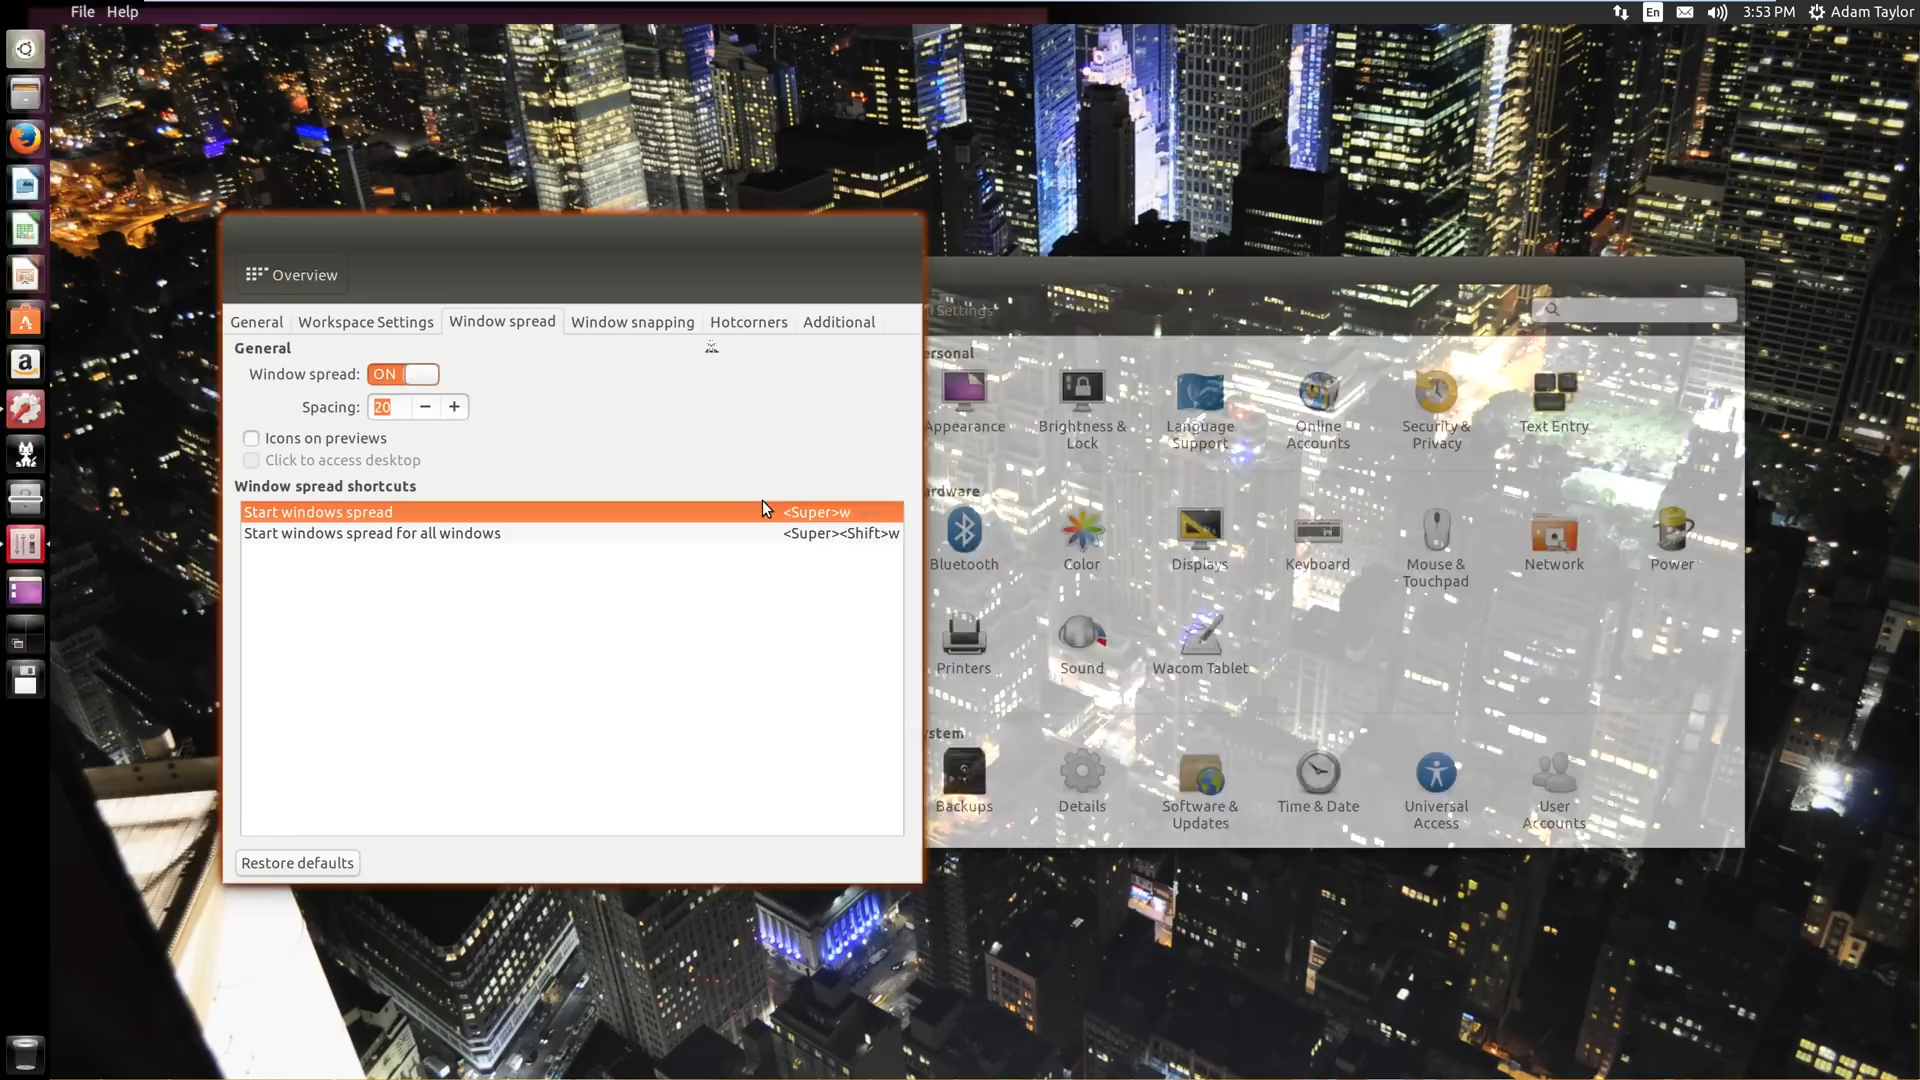 File Help
En 3:53 PM Adam Taylor
Overview
General Workspace Settings Window spread Window snapping Hotcorners Additional
General
Window spread: ON
Spacing: 20 − +
Icons on previews
Click to access desktop
Window spread shortcuts
Start windows spread <Super>w
Start windows spread for all windows <Super><Shift>w
Restore defaults
Settings
ersonal
Appearance
Brightness &
Lock
Language
Support
Online
Accounts
Security &
Privacy
Text Entry
ardware
Bluetooth
Color
Displays
Keyboard
Mouse &
Touchpad
Network
Power
Printers
Sound
Wacom Tablet
stem
Backups
Details
Software &
Updates
Time & Date
Universal
Access
User
Accounts